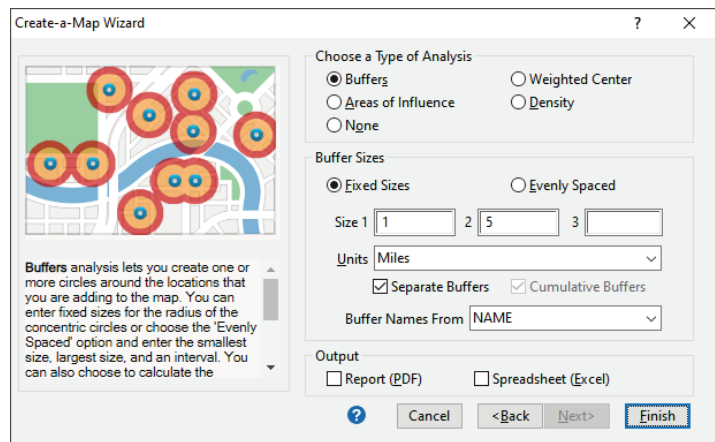 Create-a-Map Wizard
?
Choose a Type of Analysis
Buffers
Weighted Center
Areas of Influence
Density
None
Buffer Sizes
Fixed Sizes
Evenly Spaced
Size 1 1 2 5 3
Units Miles
Separate Buffers
Cumulative Buffers
Buffer Names From NAME
Buffers analysis lets you create one or
more circles around the locations that
you are adding to the map. You can
enter fixed sizes for the radius of the
concentric circles or choose the 'Evenly
Spaced' option and enter the smallest
size, largest size, and an interval. You
can also choose to calculate the
Output
Report (PDF)
Spreadsheet (Excel)
?
Cancel
<Back
Next>
Finish